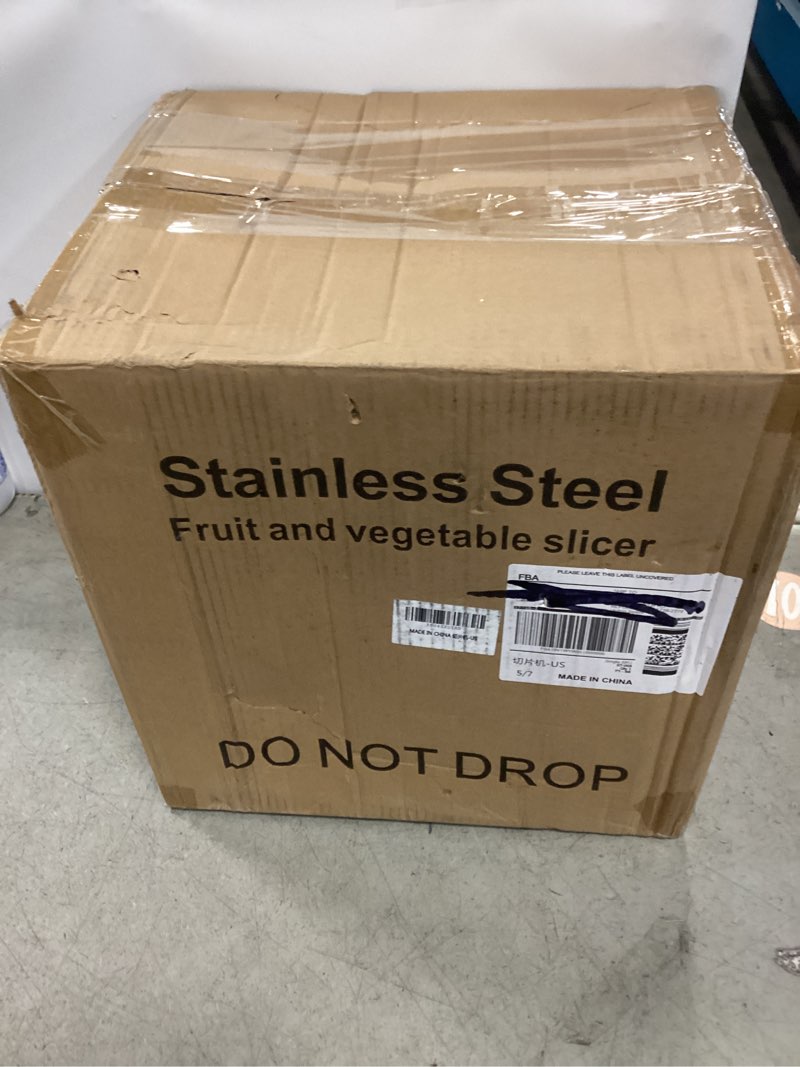 Stainless Steel
Fruit and vegetable slicer
FBA
PLEASE LEAVE THIS LABEL UNCOVERED
MADE IN CHINA
切片机-US
5/7
MADE IN CHINA
DO NOT DROP